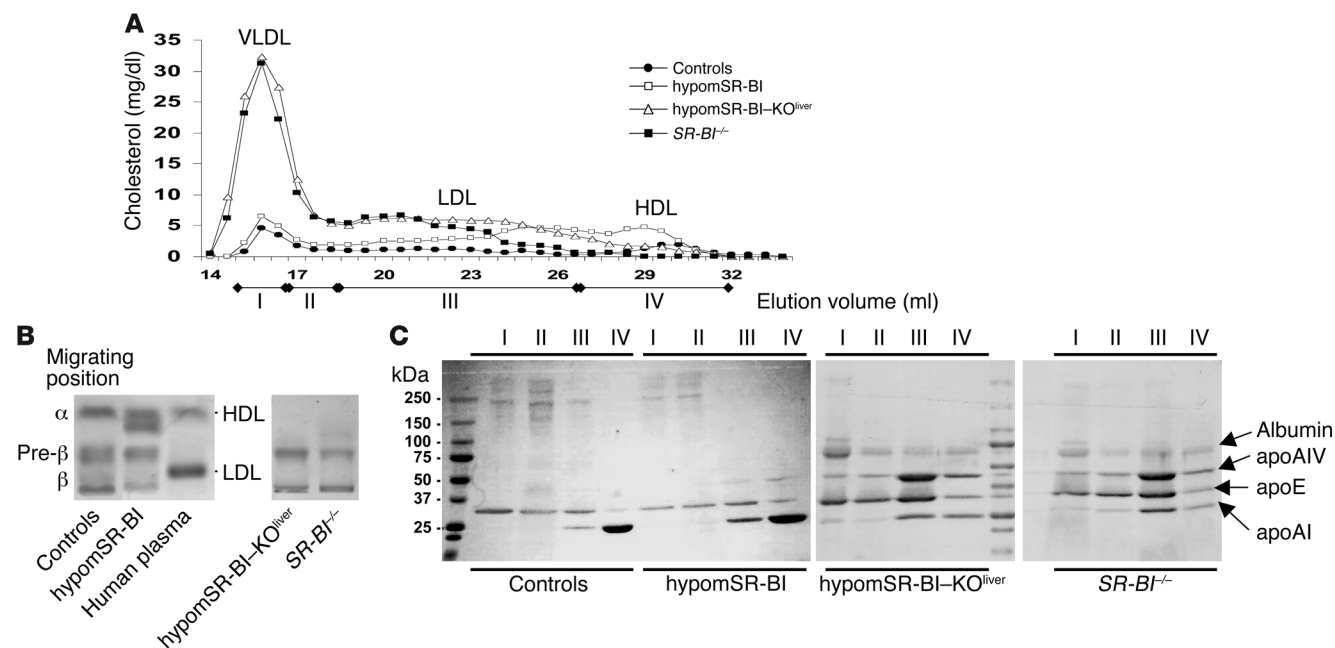 A
35
30
25
20
15
10
5
0
Cholesterol (mg/dl)
VLDL
LDL
HDL
Controls
hypomSR-BI
hypomSR-BI–KOliver
SR-BI–/–
14 17 20 23 26 29 32
I II III IV Elution volume (ml)
B
Migrating
position
α
Pre-β
β
HDL
LDL
Controls
hypomSR-BI
Human plasma
hypomSR-BI–KOliver
SR-BI–/–
C
I II III IV I II III IV I II III IV I II III IV
kDa
250
150
100
75
50
37
25
Albumin
apoAIV
apoE
apoAI
Controls hypomSR-BI hypomSR-BI–KOliver SR-BI–/–